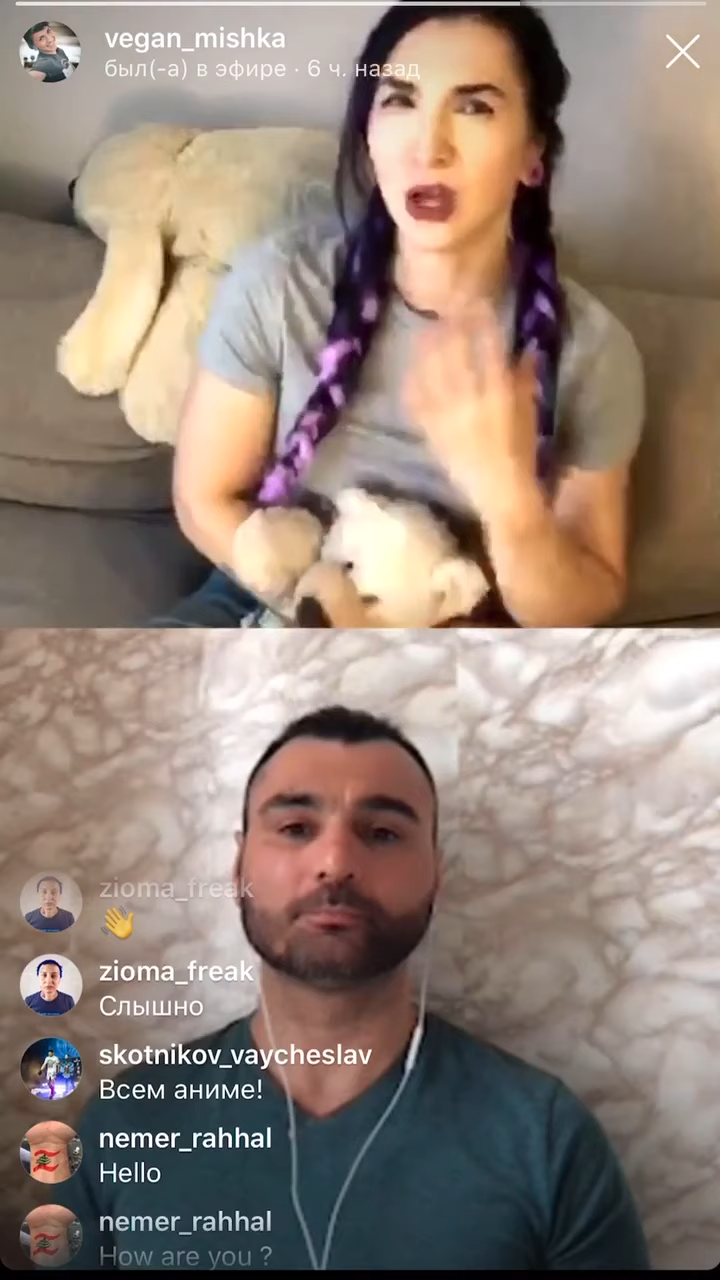 vegan_mishka
был(-а) в эфире · 6 ч. назад
zioma_freak
👋
zioma_freak
Слышно
skotnikov_vaycheslav
Всем аниме!
nemer_rahhal
Hello
nemer_rahhal
How are you ?